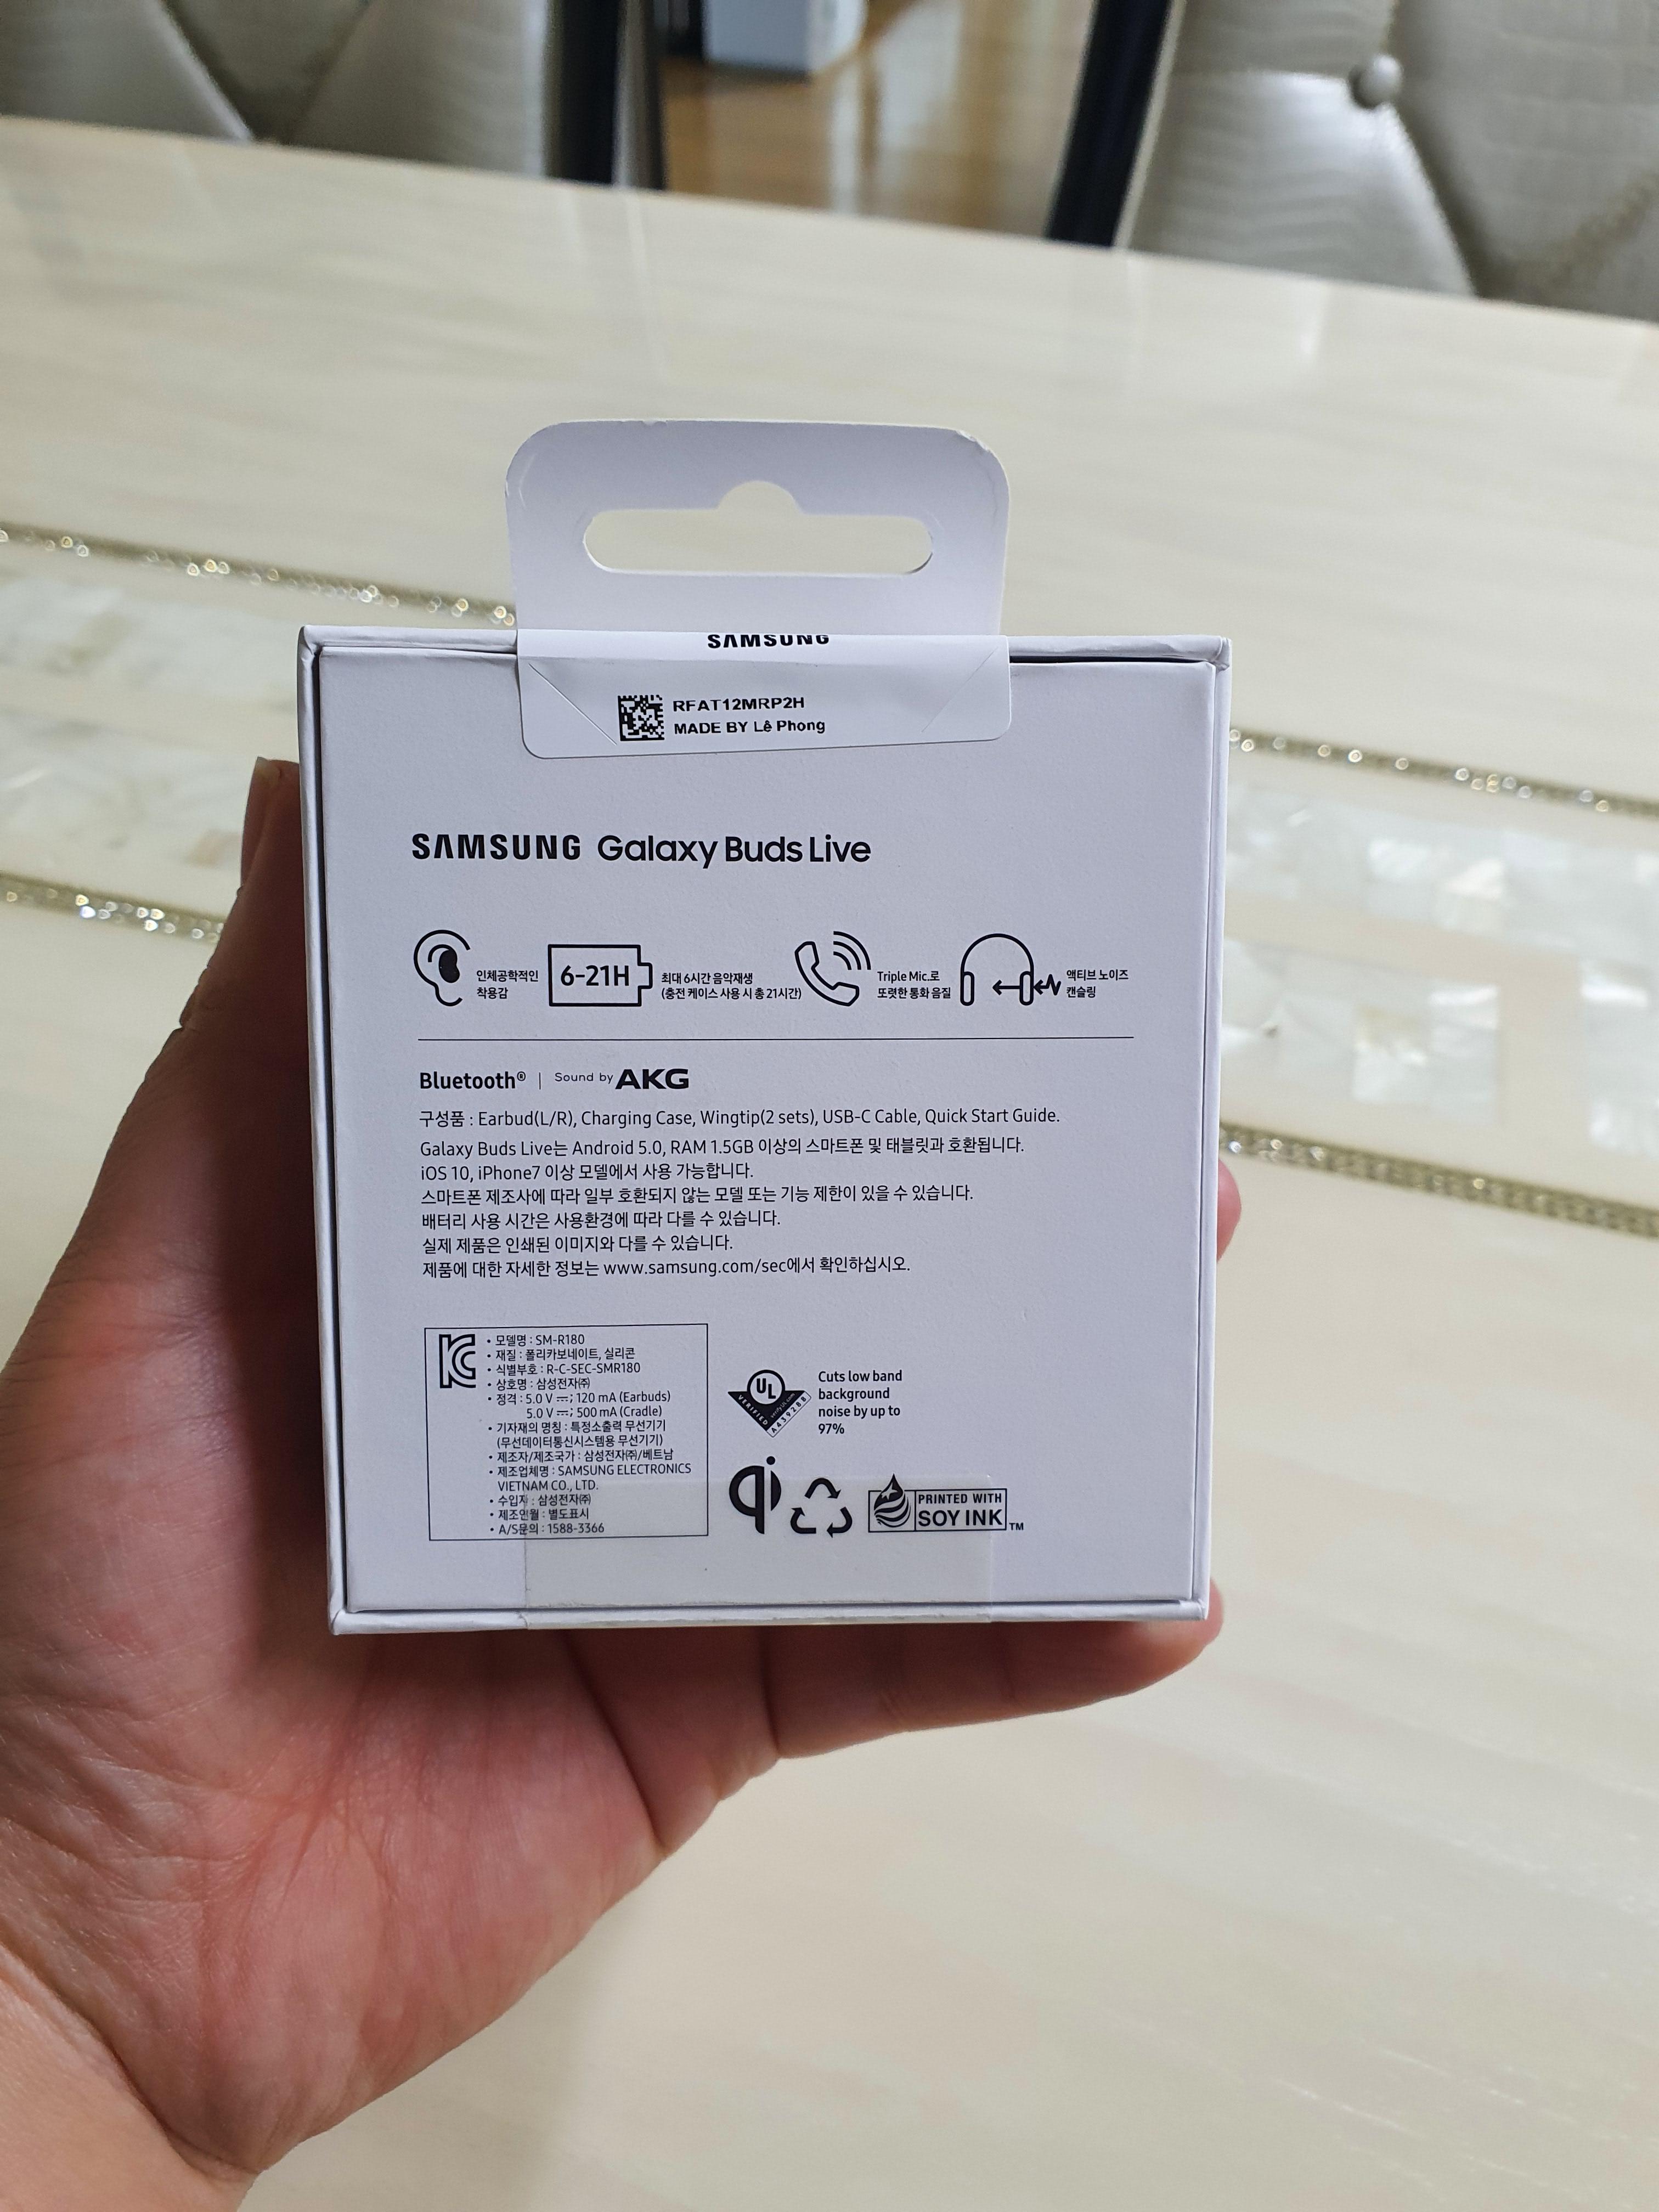 SAMSUNG
RFAT12MRP2H
MADE BY Lê Phong
SAMSUNG Galaxy Buds Live
인체공학적인
착용감
6-21H
최대 6시간 음악재생
(충전 케이스 사용 시 총 21시간)
Triple Mic.로
또렷한 통화 음질
액티브 노이즈
캔슬링
Bluetooth® | Sound by AKG
구성품 : Earbud(L/R), Charging Case, Wingtip(2 sets), USB-C Cable, Quick Start Guide.
Galaxy Buds Live는 Android 5.0, RAM 1.5GB 이상의 스마트폰 및 태블릿과 호환됩니다.
iOS 10, iPhone7 이상 모델에서 사용 가능합니다.
스마트폰 제조사에 따라 일부 호환되지 않는 모델 또는 기능 제한이 있을 수 있습니다.
배터리 사용 시간은 사용환경에 따라 다를 수 있습니다.
실제 제품은 인쇄된 이미지와 다를 수 있습니다.
제품에 대한 자세한 정보는 www.samsung.com/sec에서 확인하십시오.
• 모델명 : SM-R180
• 재질 : 폴리카보네이트, 실리콘
• 식별부호 : R-C-SEC-SMR180
• 상호명 : 삼성전자㈜
• 정격 : 5.0 V ⎓; 120 mA (Earbuds)
5.0 V ⎓; 500 mA (Cradle)
• 기자재의 명칭 : 특정소출력 무선기기
(무선데이터통신시스템용 무선기기)
• 제조자/제조국가 : 삼성전자㈜/베트남
• 제조업체명 : SAMSUNG ELECTRONICS
VIETNAM CO., LTD.
• 수입자 : 삼성전자㈜
• 제조연월 : 별도표시
• A/S문의 : 1588-3366
UL
VERIFIED
A439288
Cuts low band
background
noise by up to
97%
qi
PRINTED WITH
SOY INK™